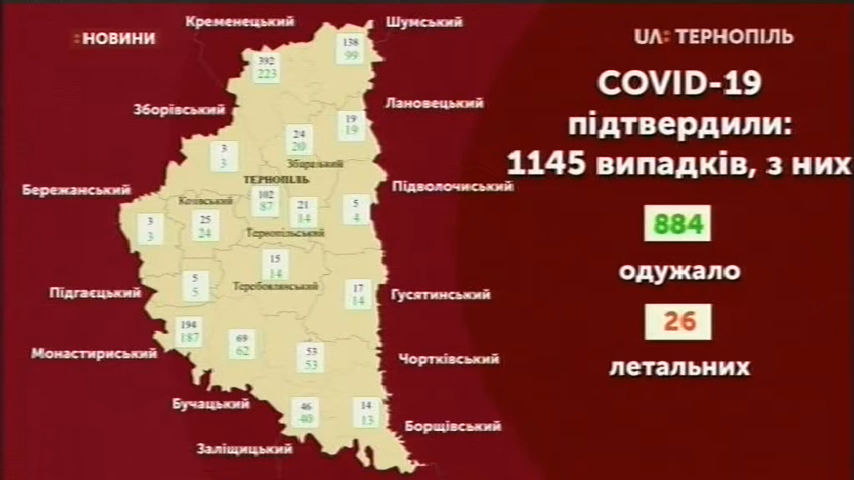 Кременецький
Шумський
:НОВИНИ
UA: ТЕРНОПІЛЬ
138
99
392
223
COVID-19
підтвердили:
1145 випадків, з них
Зборівський
Лановецький
19
19
24
20
3
3
Збаразький
ТЕРНОПІЛЬ
Бережанський
Підволочиський
102
87
Козівський
21
14
5
4
3
3
25
24
Тернопільський
884
одужало
15
14
Теребовлянський
5
5
17
14
Підгаєцький
Гусятинський
26
летальних
194
187
69
62
53
53
Монастириський
Чортківський
Бучацький
46
40
14
13
Борщівський
Заліщицький